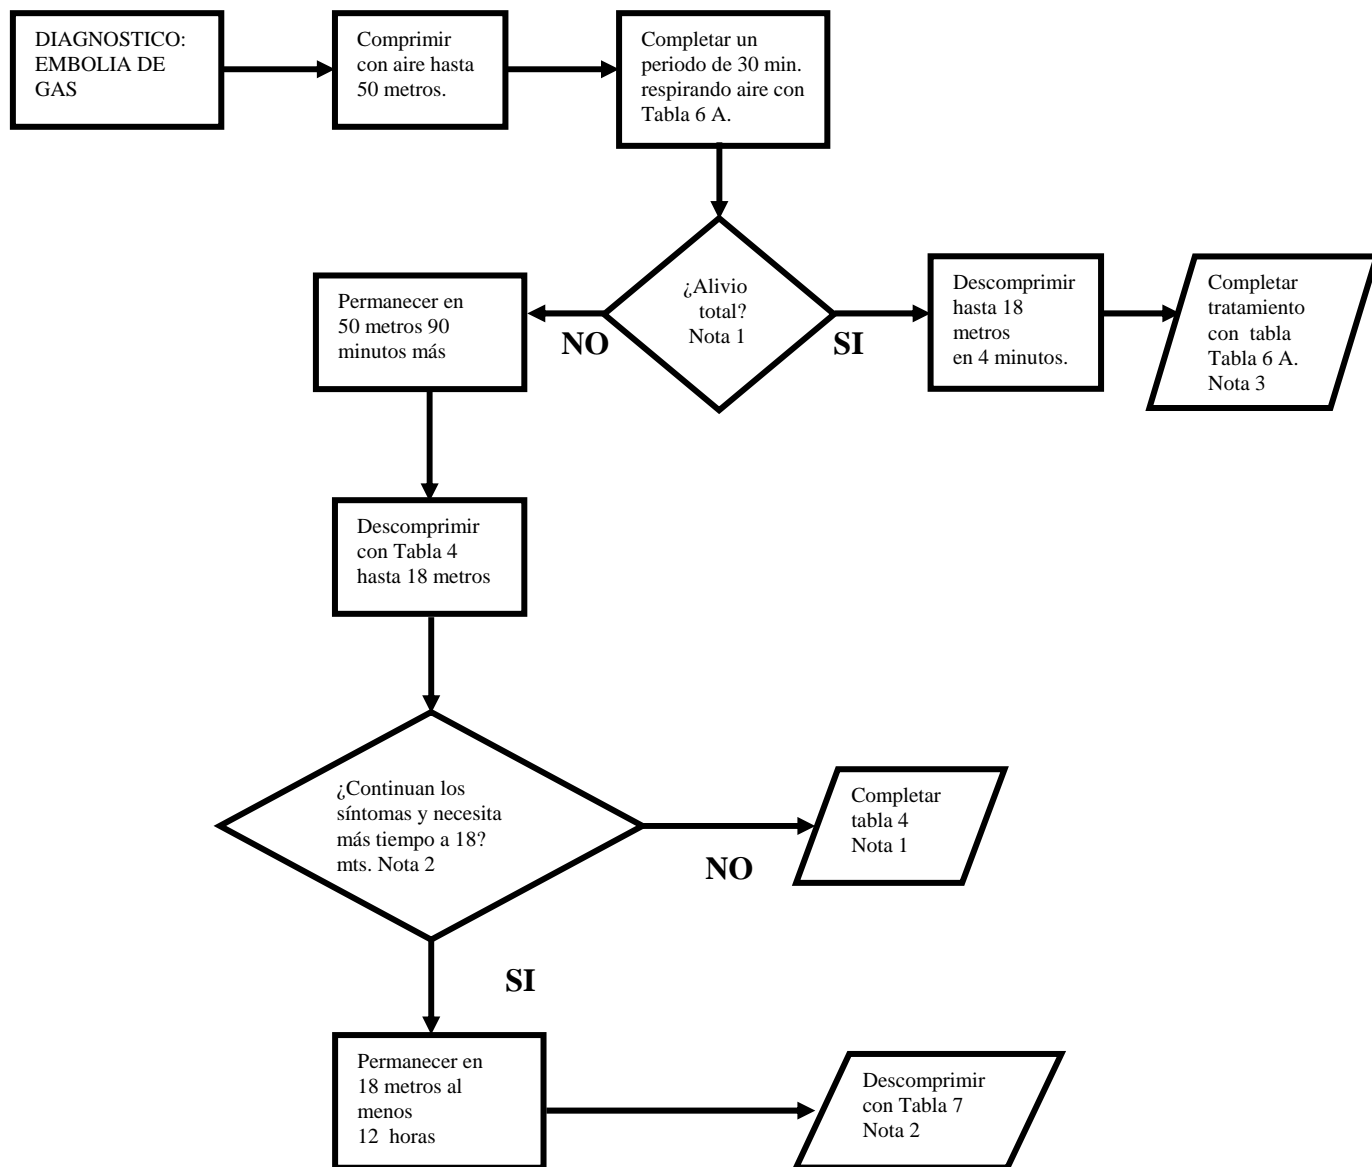 DIAGNOSTICO:
EMBOLIA DE
GAS
Comprimir
con aire hasta
50 metros.
Completar un
periodo de 30 min.
respirando aire con
Tabla 6 A.
¿Alivio
total?
Nota 1
NO
SI
Permanecer en
50 metros 90
minutos más
Descomprimir
hasta 18
metros
en 4 minutos.
Completar
tratamiento
con tabla
Tabla 6 A.
Nota 3
Descomprimir
con Tabla 4
hasta 18 metros
¿Continuan los
síntomas y necesita
más tiempo a 18?
mts. Nota 2
NO
Completar
tabla 4
Nota 1
SI
Permanecer en
18 metros al
menos
12 horas
Descomprimir
con Tabla 7
Nota 2